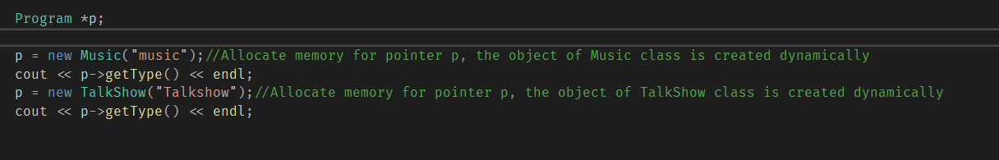 Program *p;
p = new Music("music");//Allocate memory for pointer p, the object of Music class is created dynamically
cout << p->getType() << endl;
p = new TalkShow("Talkshow");//Allocate memory for pointer p, the object of TalkShow class is created dynamically
cout << p->getType() << endl;